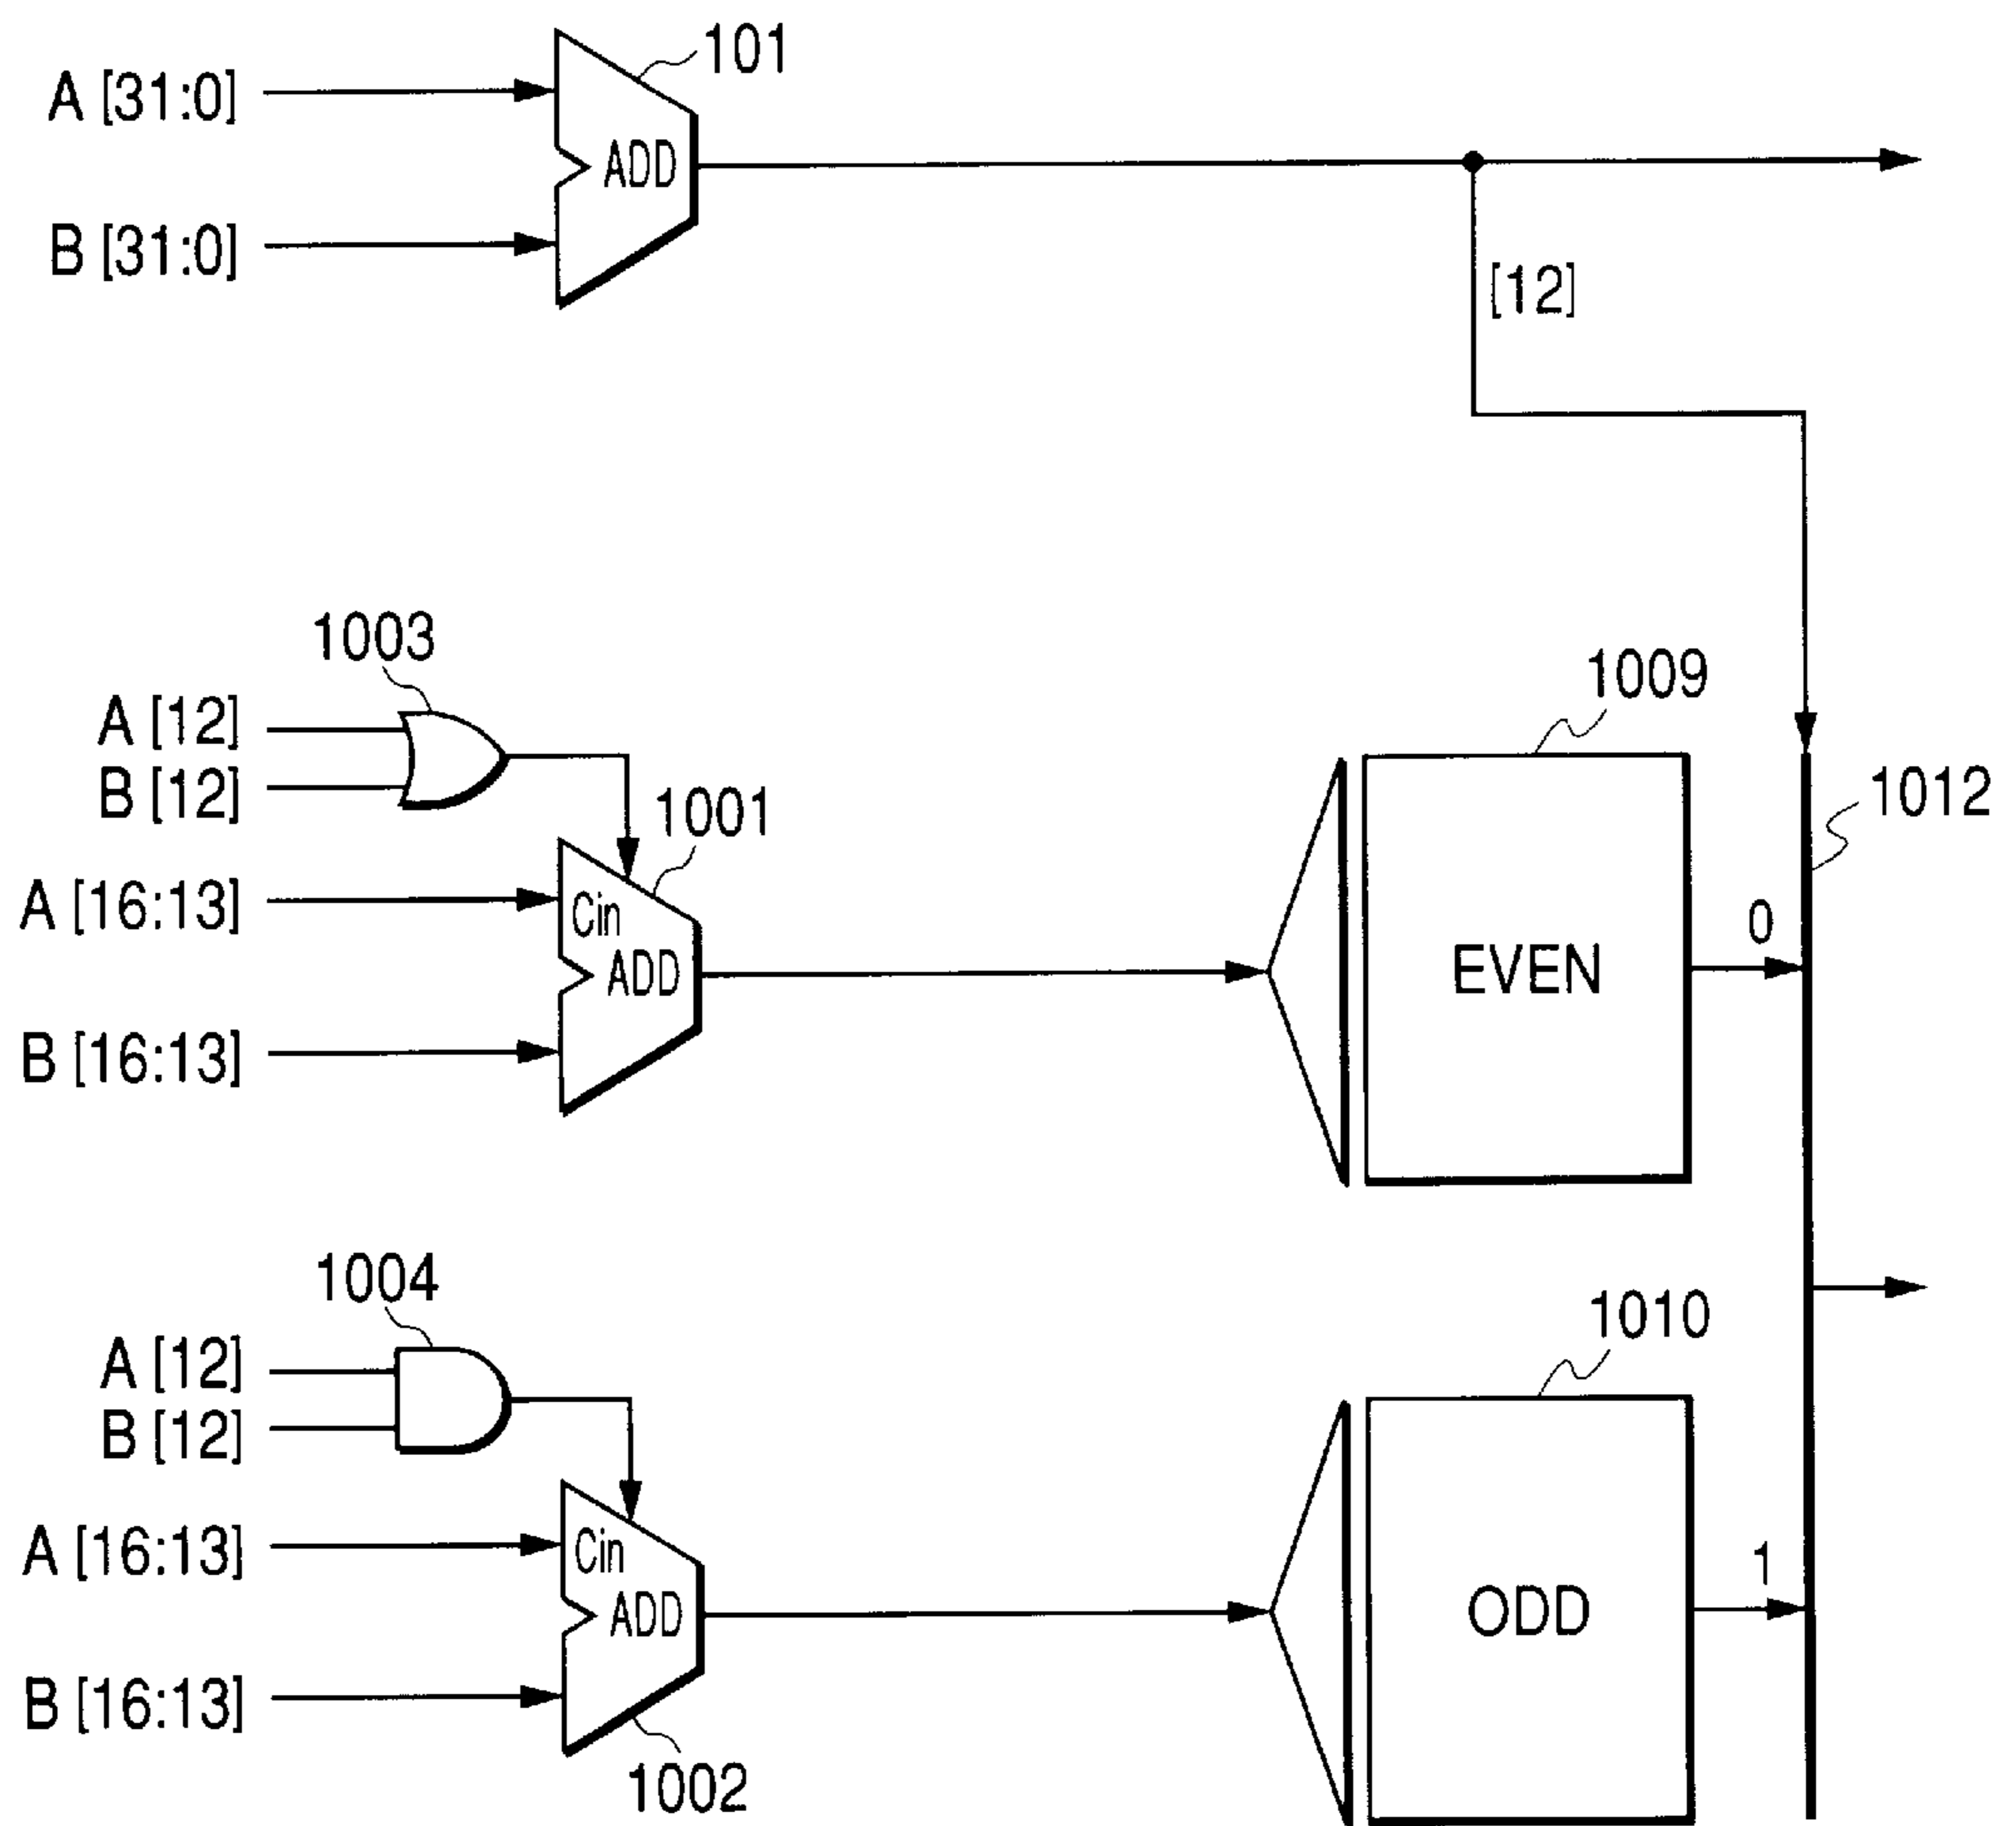 101
A [31:0]
ADD
B [31:0]
[12]
1003
1009
A [12]
B [12]
1001
1012
A [16:13]
Cin
0
ADD
EVEN
B [16:13]
1004
1010
A [12]
B [12]
A [16:13]
Cin
1
ADD
ODD
B [16:13]
1002